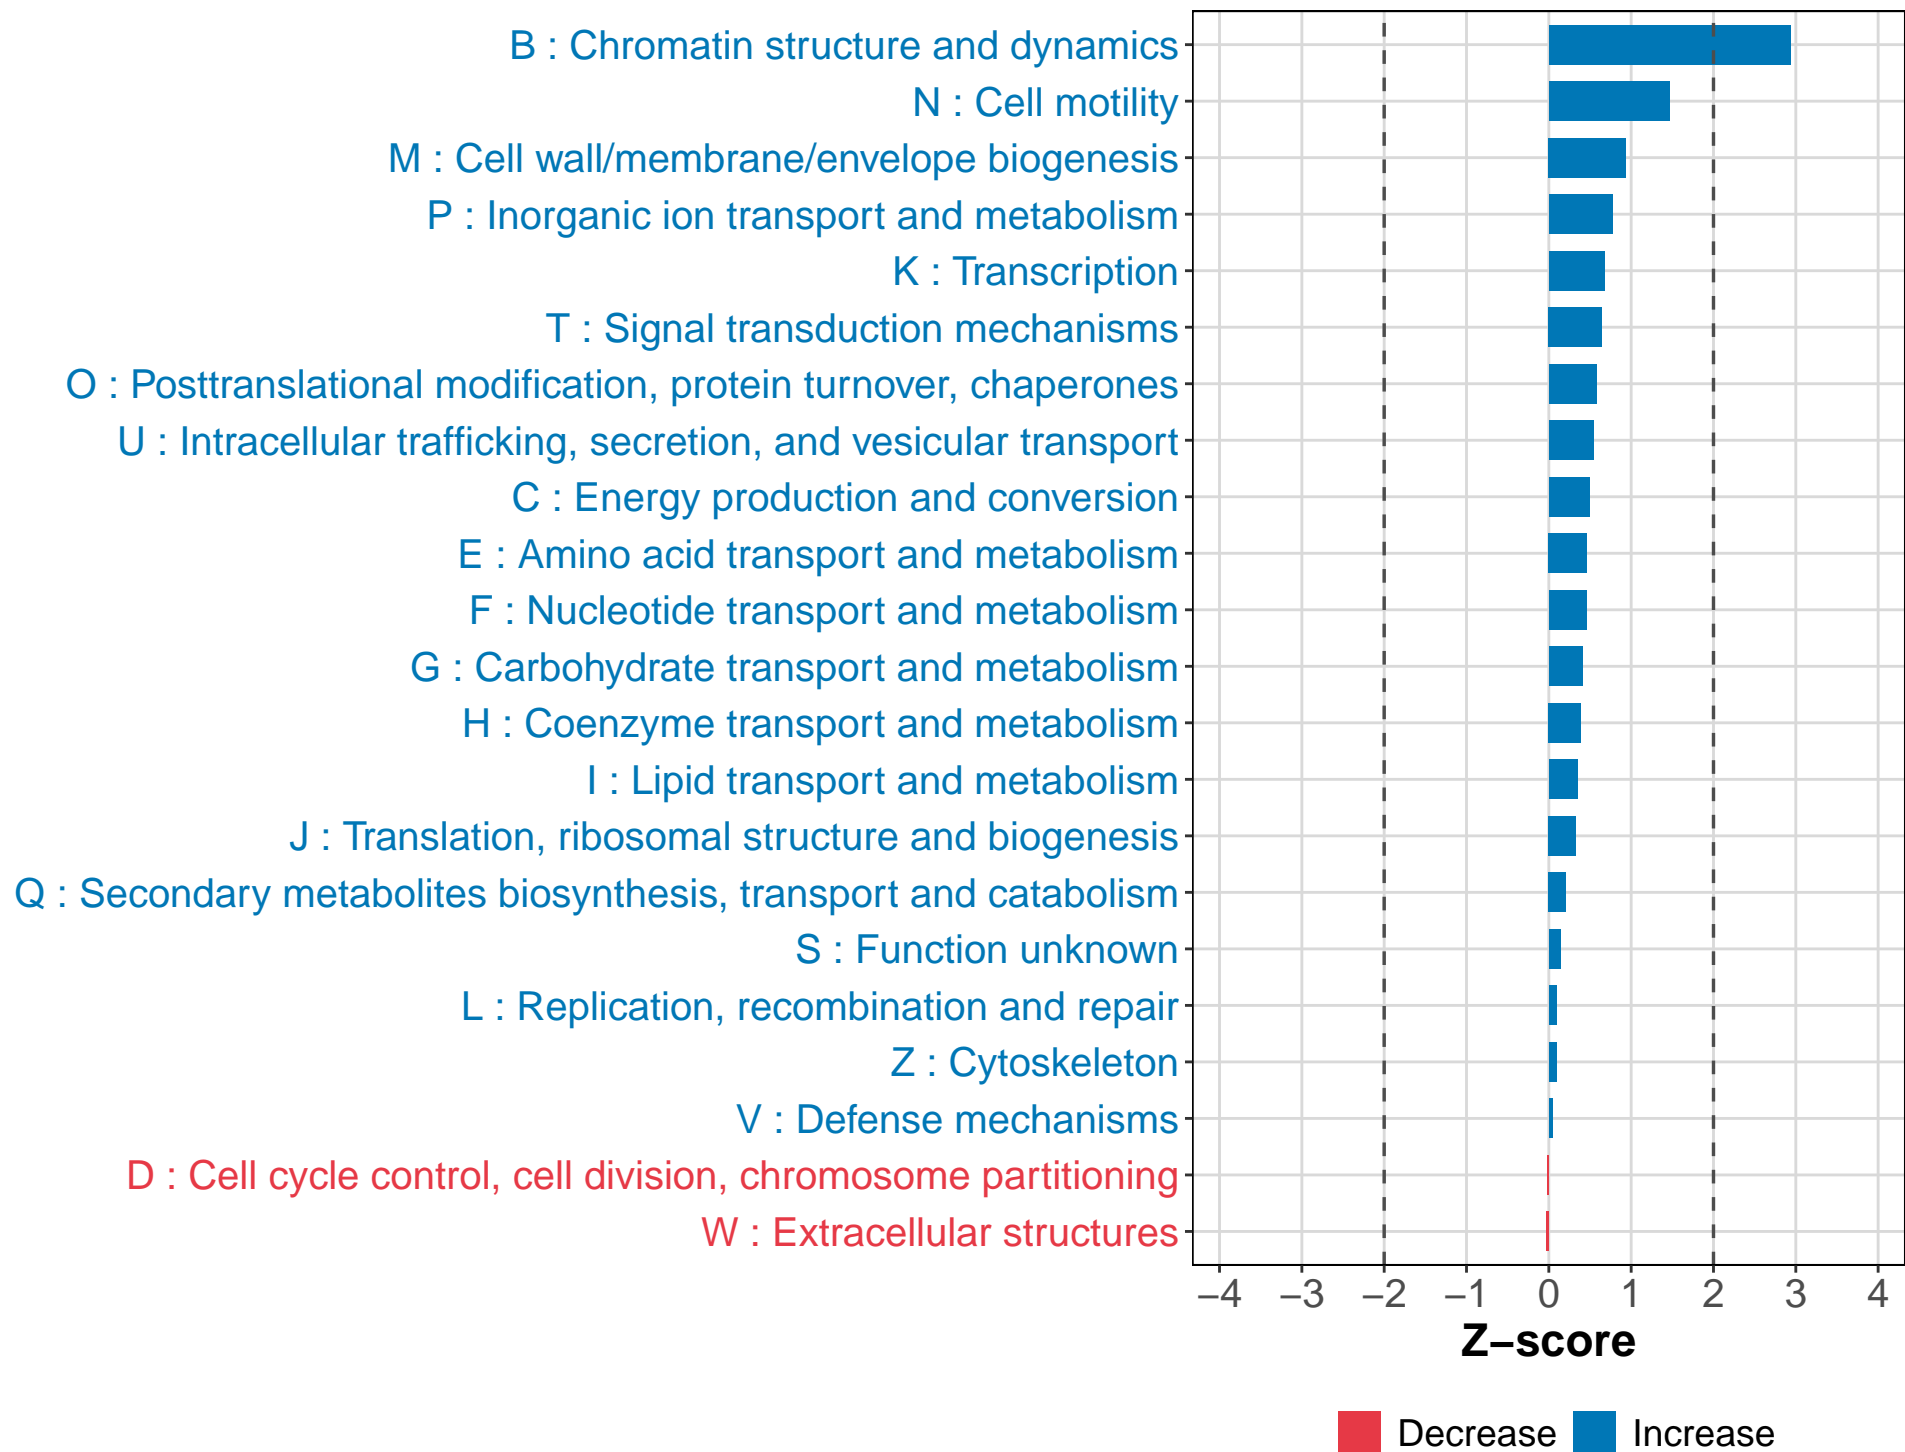 B : Chromatin structure and dynamics
N : Cell motility
M : Cell wall/membrane/envelope biogenesis
P : Inorganic ion transport and metabolism
K : Transcription
T : Signal transduction mechanisms
O : Posttranslational modification, protein turnover, chaperones
U : Intracellular trafficking, secretion, and vesicular transport
C : Energy production and conversion
E : Amino acid transport and metabolism
F : Nucleotide transport and metabolism
G : Carbohydrate transport and metabolism
H : Coenzyme transport and metabolism
I : Lipid transport and metabolism
J : Translation, ribosomal structure and biogenesis
Q : Secondary metabolites biosynthesis, transport and catabolism
S : Function unknown
L : Replication, recombination and repair
Z : Cytoskeleton
V : Defense mechanisms
D : Cell cycle control, cell division, chromosome partitioning
W : Extracellular structures
−4 −3 −2 −1 0 1 2 3 4
Z−score
Decrease Increase